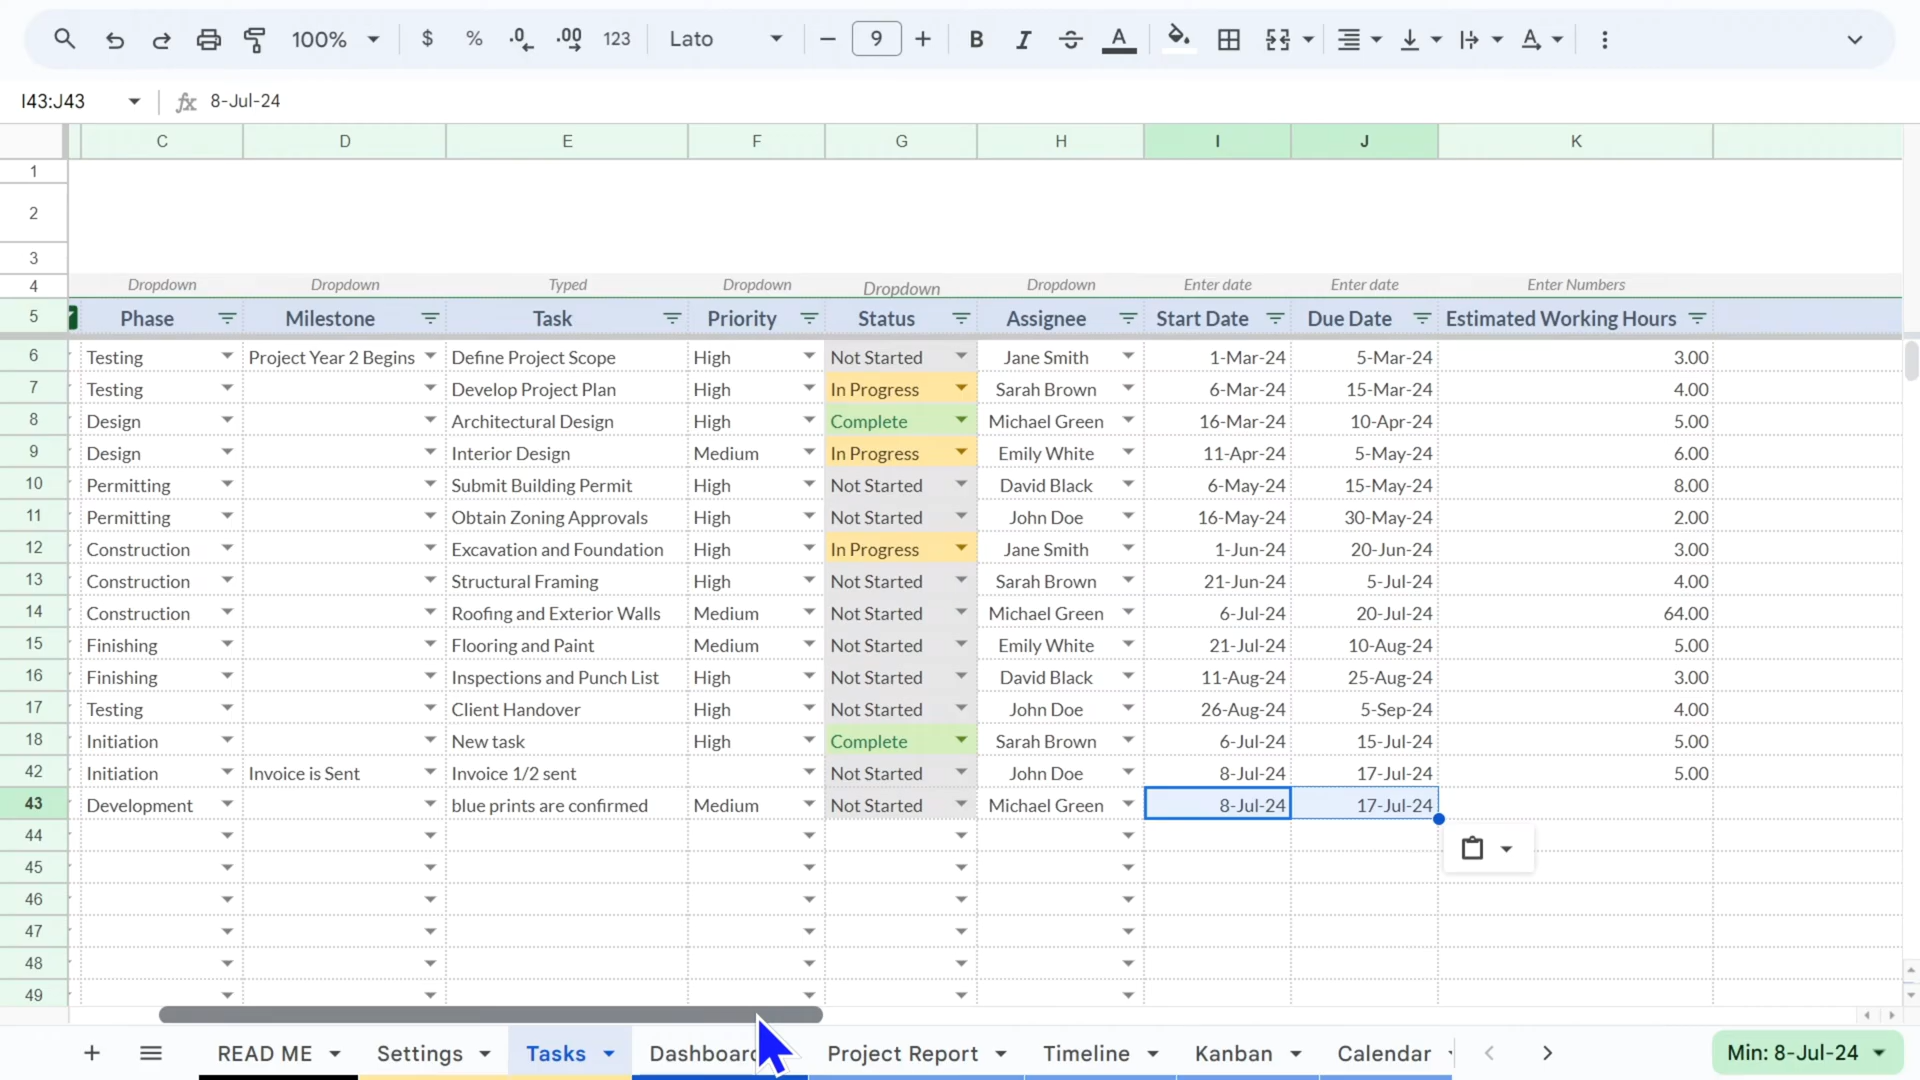 100% $ % .0 .00 123 Lato 9 B I A
I43:J43 fx 8-Jul-24
C D E F G H I J K
1
2
3
4 Dropdown Dropdown Typed Dropdown Dropdown Dropdown Enter date Enter date Enter Numbers
5 Phase Milestone Task Priority Status Assignee Start Date Due Date Estimated Working Hours
6 Testing Project Year 2 Begins Define Project Scope High Not Started Jane Smith 1-Mar-24 5-Mar-24 3.00
7 Testing Develop Project Plan High In Progress Sarah Brown 6-Mar-24 15-Mar-24 4.00
8 Design Architectural Design High Complete Michael Green 16-Mar-24 10-Apr-24 5.00
9 Design Interior Design Medium In Progress Emily White 11-Apr-24 5-May-24 6.00
10 Permitting Submit Building Permit High Not Started David Black 6-May-24 15-May-24 8.00
11 Permitting Obtain Zoning Approvals High Not Started John Doe 16-May-24 30-May-24 2.00
12 Construction Excavation and Foundation High In Progress Jane Smith 1-Jun-24 20-Jun-24 3.00
13 Construction Structural Framing High Not Started Sarah Brown 21-Jun-24 5-Jul-24 4.00
14 Construction Roofing and Exterior Walls Medium Not Started Michael Green 6-Jul-24 20-Jul-24 64.00
15 Finishing Flooring and Paint Medium Not Started Emily White 21-Jul-24 10-Aug-24 5.00
16 Finishing Inspections and Punch List High Not Started David Black 11-Aug-24 25-Aug-24 3.00
17 Testing Client Handover High Not Started John Doe 26-Aug-24 5-Sep-24 4.00
18 Initiation New task High Complete Sarah Brown 6-Jul-24 15-Jul-24 5.00
42 Initiation Invoice is Sent Invoice 1/2 sent Not Started John Doe 8-Jul-24 17-Jul-24 5.00
43 Development blue prints are confirmed Medium Not Started Michael Green 8-Jul-24 17-Jul-24
44
45
46
47
48
49
READ ME Settings Tasks Dashboard Project Report Timeline Kanban Calendar Min: 8-Jul-24